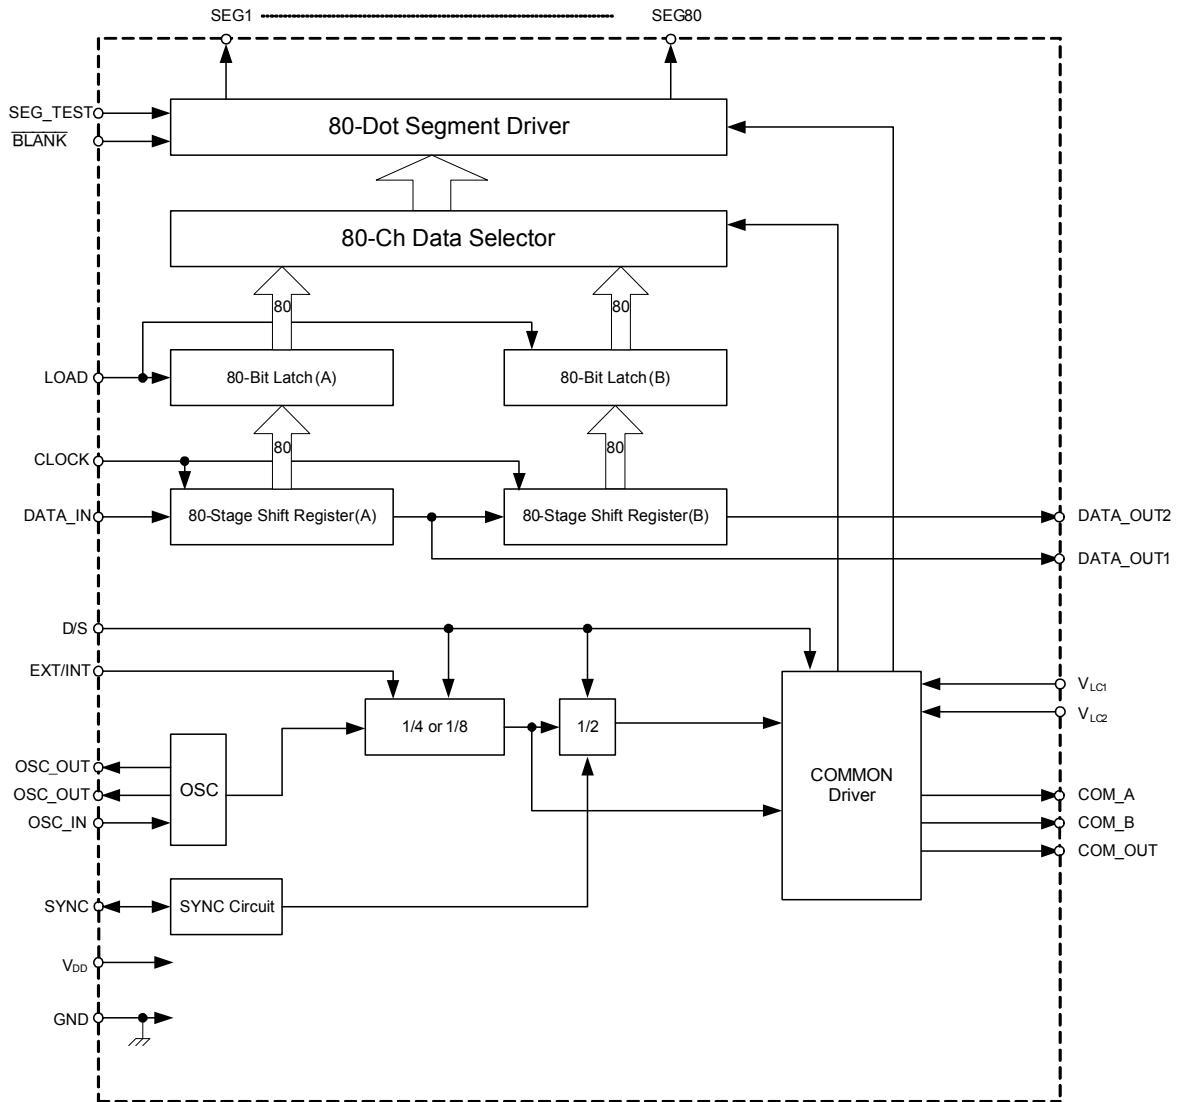 SEG1 SEG80
SEG_TEST
BLANK
80-Dot Segment Driver
80-Ch Data Selector
80 80
LOAD
80-Bit Latch(A) 80-Bit Latch(B)
80 80
CLOCK
DATA_IN
80-Stage Shift Register(A) 80-Stage Shift Register(B)
DATA_OUT2
DATA_OUT1
D/S
EXT/INT
1/4 or 1/8
1/2
VLC1
VLC2
OSC_OUT
OSC_OUT
OSC_IN
OSC
COMMON
Driver
COM_A
COM_B
COM_OUT
SYNC
SYNC Circuit
VDD
GND